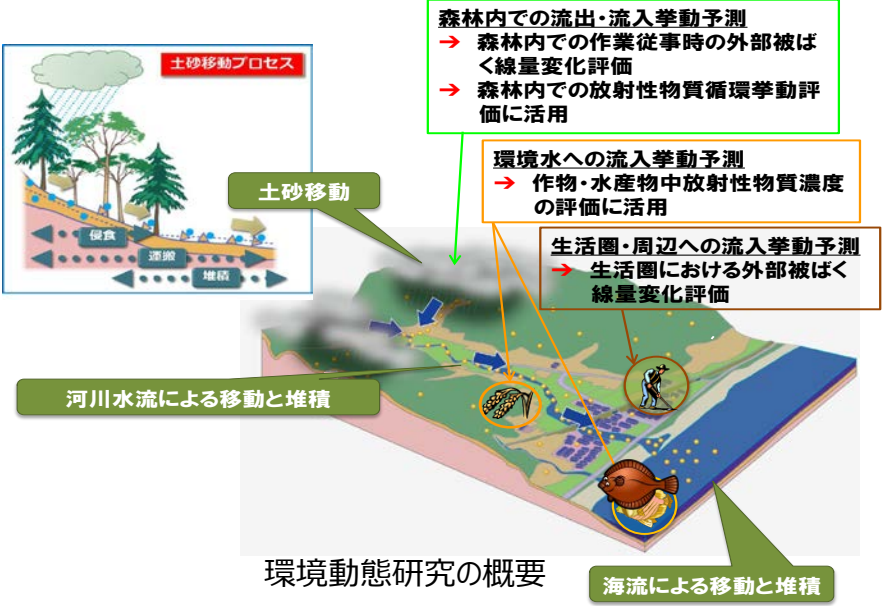 森林内での流出・流入挙動予測
→ 森林内での作業従事時の外部被ば
く線量変化評価
→ 森林内での放射性物質循環挙動評
価に活用
土砂移動プロセス
環境水への流入挙動予測
→ 作物・水産物中放射性物質濃度
の評価に活用
土砂移動
生活圏・周辺への流入挙動予測
→ 生活圏における外部被ばく
線量変化評価
侵食
運搬
堆積
河川水流による移動と堆積
環境動態研究の概要
海流による移動と堆積